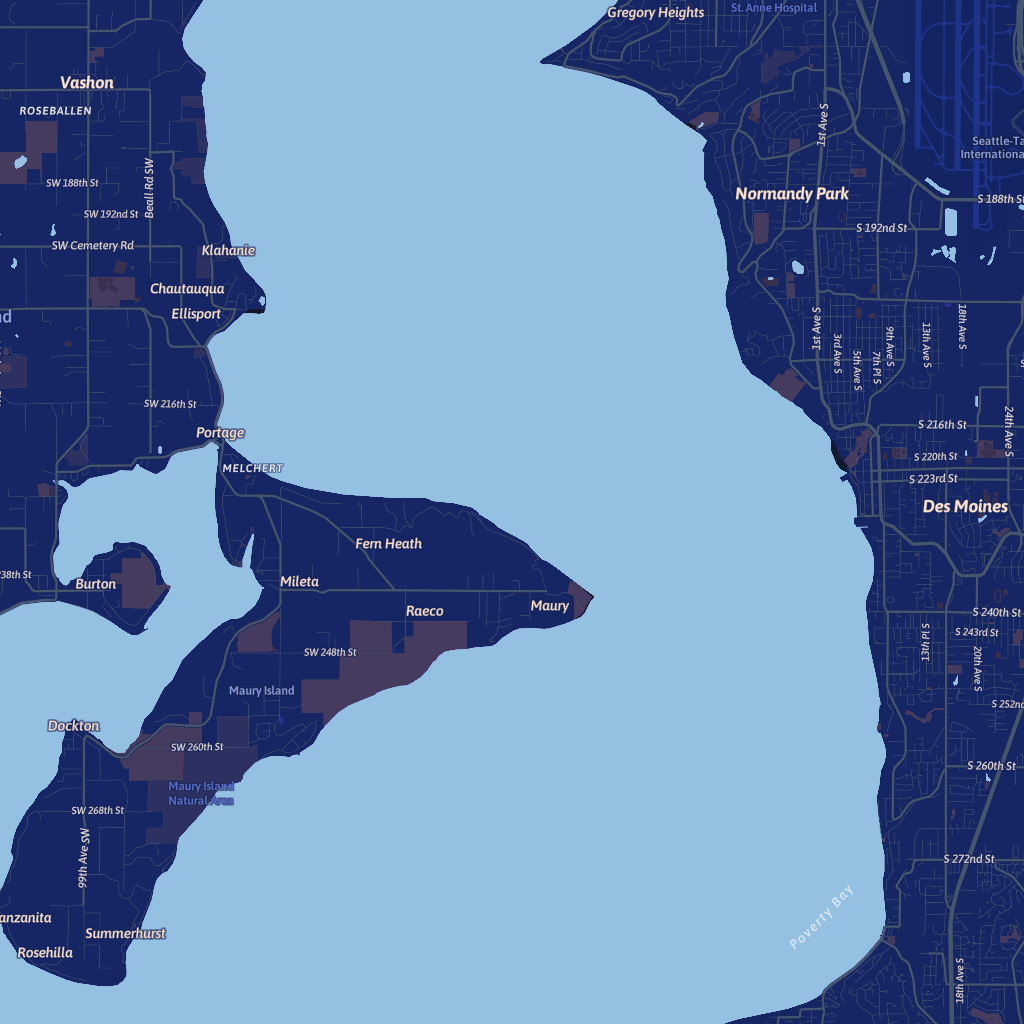 Gregory Heights
St. Anne Hospital
Vashon
ROSEBALLEN
1st Ave S
Seattle-Ta
International
SW 188th St
Beall Rd SW
Normandy Park
S 188th St
SW 192nd St
S 192nd St
SW Cemetery Rd
Klahanie
Chautauqua
Ellisport
nd
1st Ave S
3rd Ave S
5th Ave S
7th Pl S
9th Ave S
13th Ave S
18th Ave S
SW 216th St
24th Ave S
S 216th St
Portage
MELCHERT
S 220th St
S 223rd St
Des Moines
Fern Heath
38th St
Burton
Mileta
Maury
Raeco
S 240th St
13th Pl S
S 243rd St
SW 248th St
20th Ave S
Maury Island
S 252nd
Dockton
SW 260th St
S 260th St
Maury Island
Natural Area
SW 268th St
99th Ave SW
S 272nd St
anzanita
Poverty Bay
Summerhurst
Rosehilla
18th Ave S